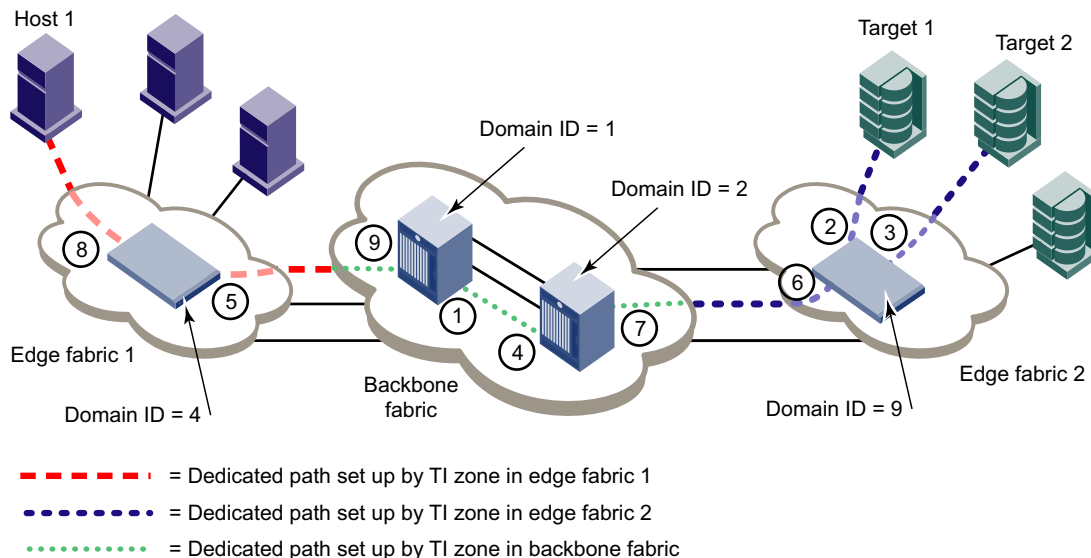 Host 1
Target 1
Target 2
Domain ID = 1
Domain ID = 2
8
5
9
1
4
7
2
3
6
Edge fabric 1
Backbone
fabric
Edge fabric 2
Domain ID = 4
Domain ID = 9
= Dedicated path set up by TI zone in edge fabric 1
= Dedicated path set up by TI zone in edge fabric 2
= Dedicated path set up by TI zone in backbone fabric